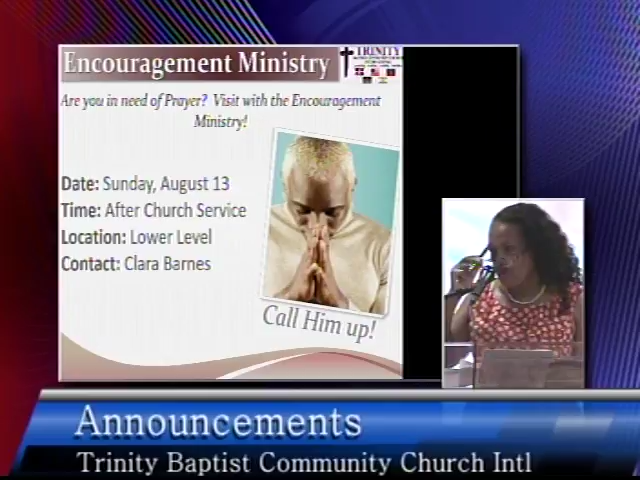 Encouragement Ministry
TRINITY
Are you in need of Prayer? Visit with the Encouragement
Ministry!
Date: Sunday, August 13
Time: After Church Service
Location: Lower Level
Contact: Clara Barnes
Call Him up!
Announcements
Trinity Baptist Community Church Intl